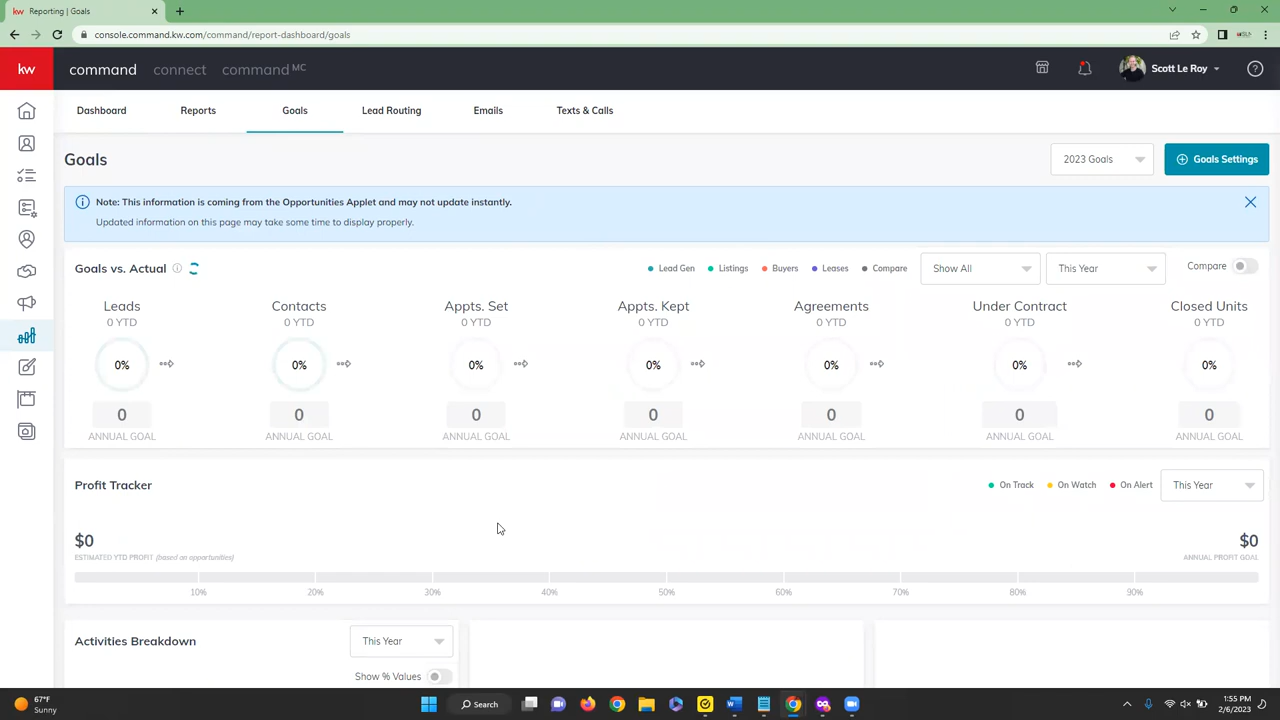 Reporting | Goals
console.command.kw.com/command/report-dashboard/goals
kw
command
connect
command MC
Scott Le Roy
Dashboard
Reports
Goals
Lead Routing
Emails
Texts & Calls
Goals
2023 Goals
Goals Settings
Note: This information is coming from the Opportunities Applet and may not update instantly.
Updated information on this page may take some time to display properly.
Goals vs. Actual
Lead Gen
Listings
Buyers
Leases
Compare
Show All
This Year
Compare
Leads
Contacts
Appts. Set
Appts. Kept
Agreements
Under Contract
Closed Units
0 YTD
0 YTD
0 YTD
0 YTD
0 YTD
0 YTD
0 YTD
0%
0%
0%
0%
0%
0%
0%
0
0
0
0
0
0
0
ANNUAL GOAL
ANNUAL GOAL
ANNUAL GOAL
ANNUAL GOAL
ANNUAL GOAL
ANNUAL GOAL
ANNUAL GOAL
Profit Tracker
On Track
On Watch
On Alert
This Year
$0
$0
ESTIMATED YTD PROFIT (based on opportunities)
ANNUAL PROFIT GOAL
10%
20%
30%
40%
50%
60%
70%
80%
90%
Activities Breakdown
This Year
Show % Values
67°F
Sunny
Search
1:55 PM
2/6/2023